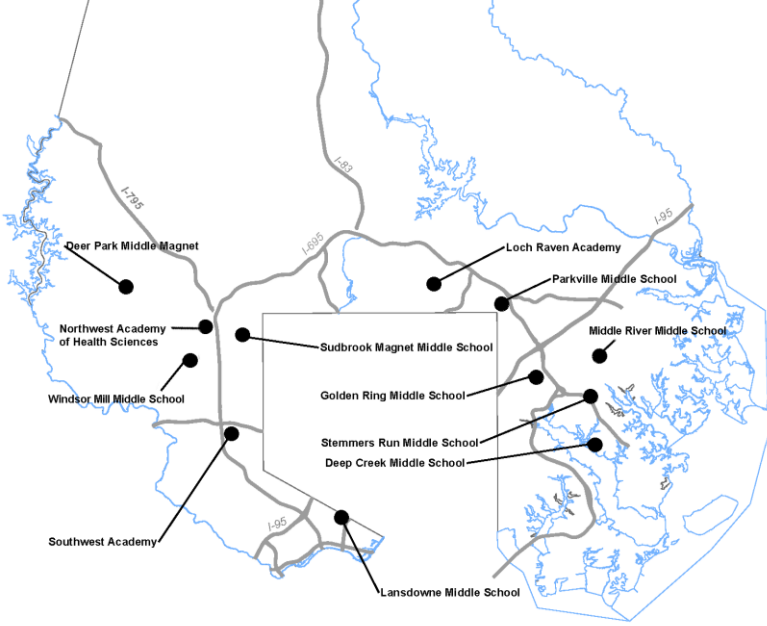 I-83
I-795
I-95
I-695
Deer Park Middle Magnet
Loch Raven Academy
Parkville Middle School
Northwest Academy
of Health Sciences
Middle River Middle School
Sudbrook Magnet Middle School
Windsor Mill Middle School
Golden Ring Middle School
Stemmers Run Middle School
Deep Creek Middle School
I-95
Southwest Academy
Lansdowne Middle School